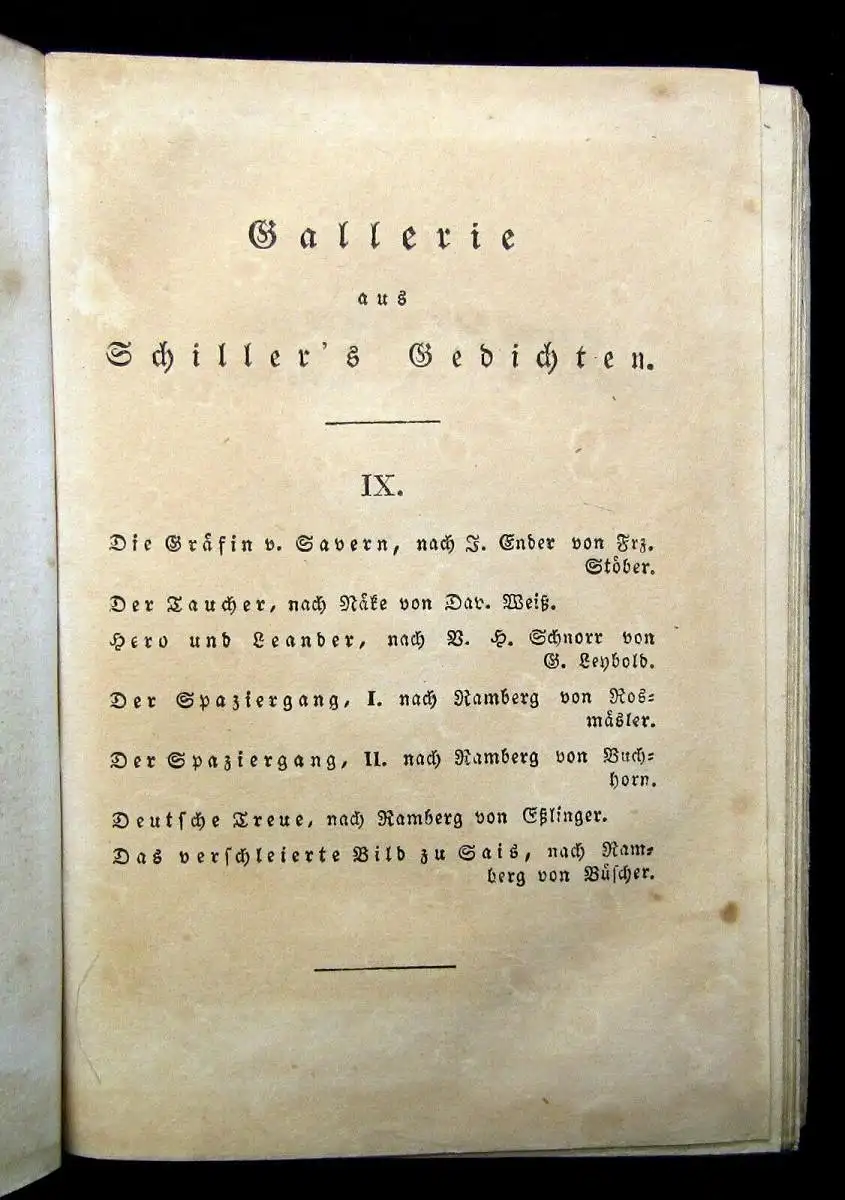 Gallerie
aus
Schiller's Gedichten.
IX.
Die Gräfin v. Savern, nach J. Ender von Frz.
Stöber.
Der Taucher, nach Näke von Dav. Weiß.
Hero und Leander, nach V. H. Schnorr von
G. Leybold.
Der Spaziergang, I. nach Ramberg von Ros-
mäsler.
Der Spaziergang, II. nach Ramberg von Buch-
horn.
Deutsche Treue, nach Ramberg von Eßlinger.
Das verschleierte Bild zu Sais, nach Ram-
berg von Büscher.